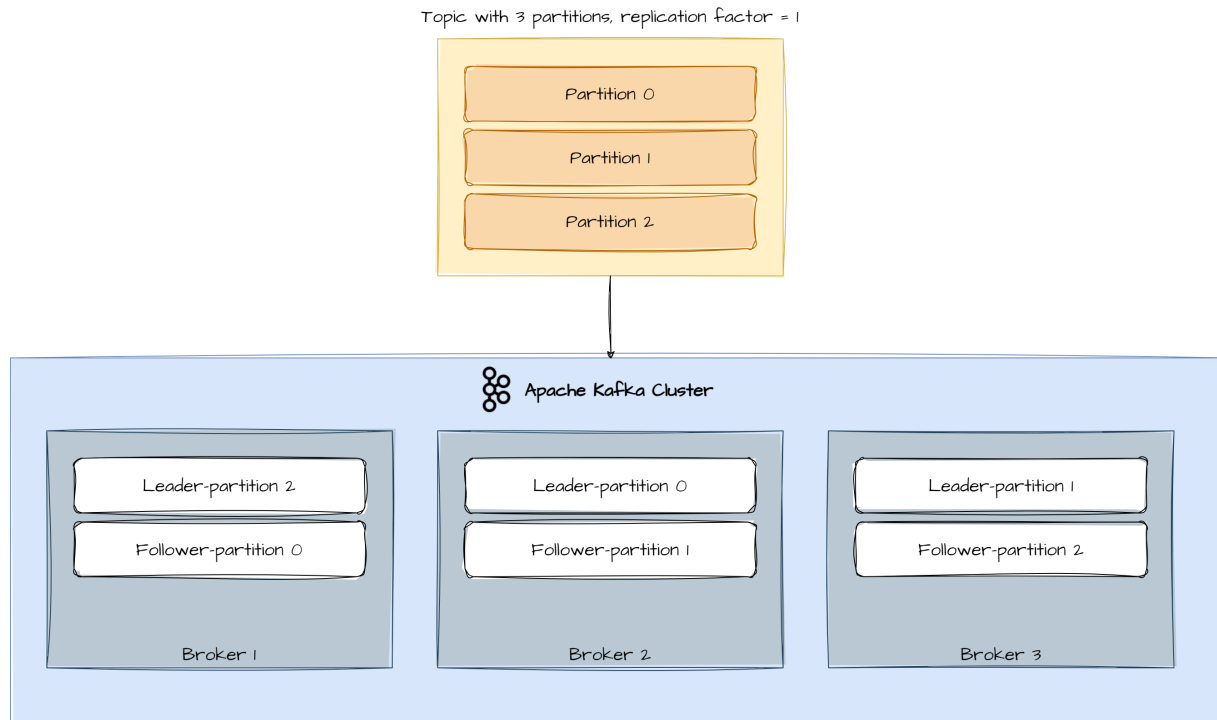 Topic with 3 partitions, replication factor = 1
Partition 0
Partition 1
Partition 2
Apache Kafka Cluster
Leader-partition 2
Follower-partition 0
Broker 1
Leader-partition 0
Follower-partition 1
Broker 2
Leader-partition 1
Follower-partition 2
Broker 3